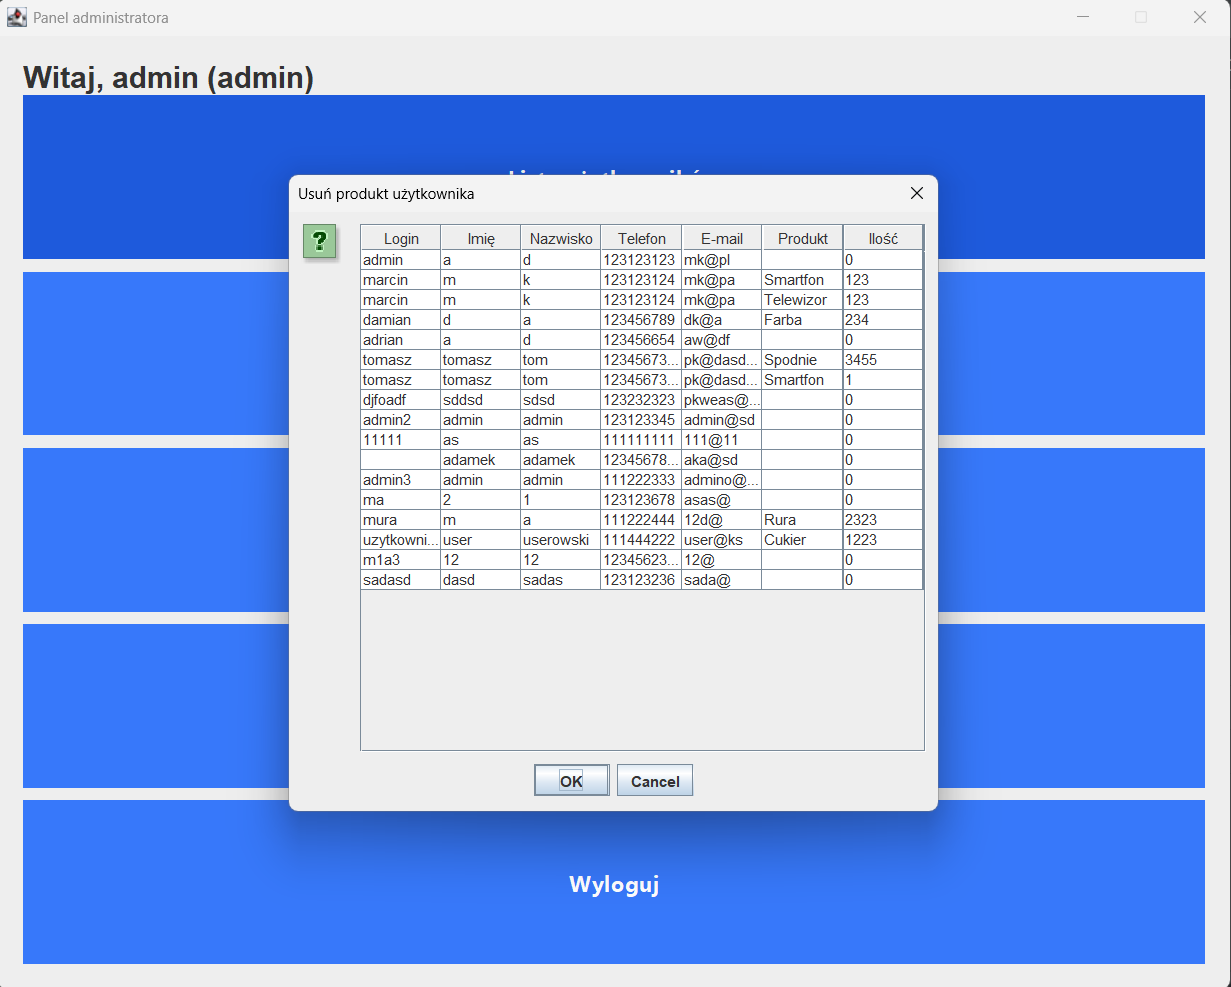 Panel administratora
Witaj, admin (admin)
Usuń produkt użytkownika
?
Login Imię Nazwisko Telefon E-mail Produkt Ilość
admin a d 123123123 mk@pl 0
marcin m k 123123124 mk@pa Smartfon 123
marcin m k 123123124 mk@pa Telewizor 123
damian d a 123456789 dk@a Farba 234
adrian a d 123456654 aw@df 0
tomasz tomasz tom 12345673... pk@dasd... Spodnie 3455
tomasz tomasz tom 12345673... pk@dasd... Smartfon 1
djfoadf sddsd sdsd 123232323 pkweas@... 0
admin2 admin admin 123123345 admin@sd 0
11111 as as 111111111 111@11 0
adamek adamek 12345678... aka@sd 0
admin3 admin admin 111222333 admino@... 0
ma 2 1 123123678 asas@ 0
mura m a 111222444 12d@ Rura 2323
uzytkowni... user userowski 111444222 user@ks Cukier 1223
m1a3 12 12 12345623... 12@ 0
sadasd dasd sadas 123123236 sada@ 0
OK Cancel
Wyloguj